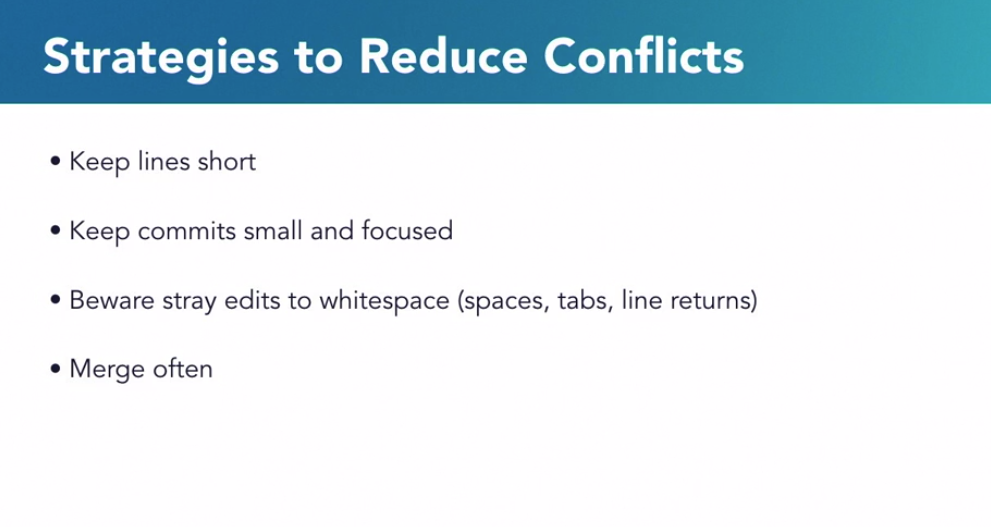 Strategies to Reduce Conflicts
• Keep lines short
• Keep commits small and focused
• Beware stray edits to whitespace (spaces, tabs, line returns)
• Merge often